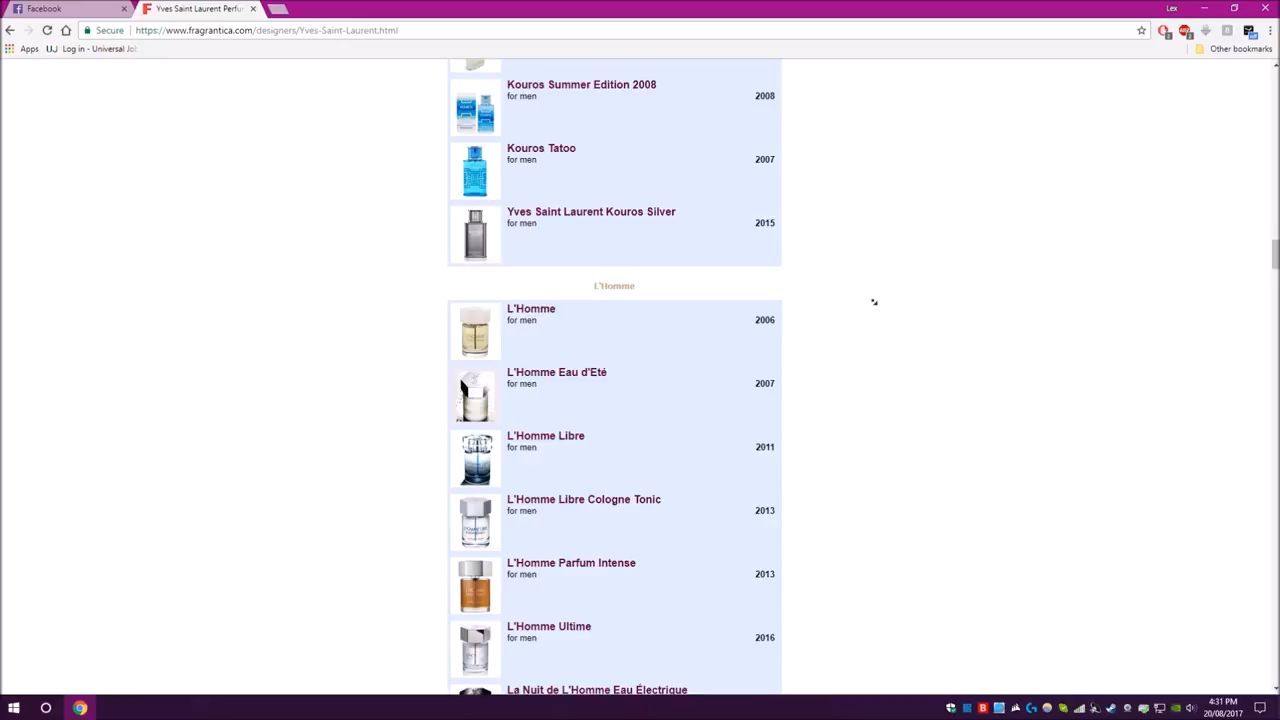 Facebook
Yves Saint Laurent Perfu
Lex
Secure
https://www.fragrantica.com/designers/Yves-Saint-Laurent.html
Apps
Log in - Universal Jo
Other bookmarks
Kouros Summer Edition 2008
for men
2008
Kouros Tatoo
for men
2007
Yves Saint Laurent Kouros Silver
for men
2015
L'Homme
L'Homme
for men
2006
L'Homme Eau d'Eté
for men
2007
L'Homme Libre
for men
2011
L'Homme Libre Cologne Tonic
for men
2013
L'Homme Parfum Intense
for men
2013
L'Homme Ultime
for men
2016
La Nuit de L'Homme Eau Électrique
4:31 PM
20/08/2017